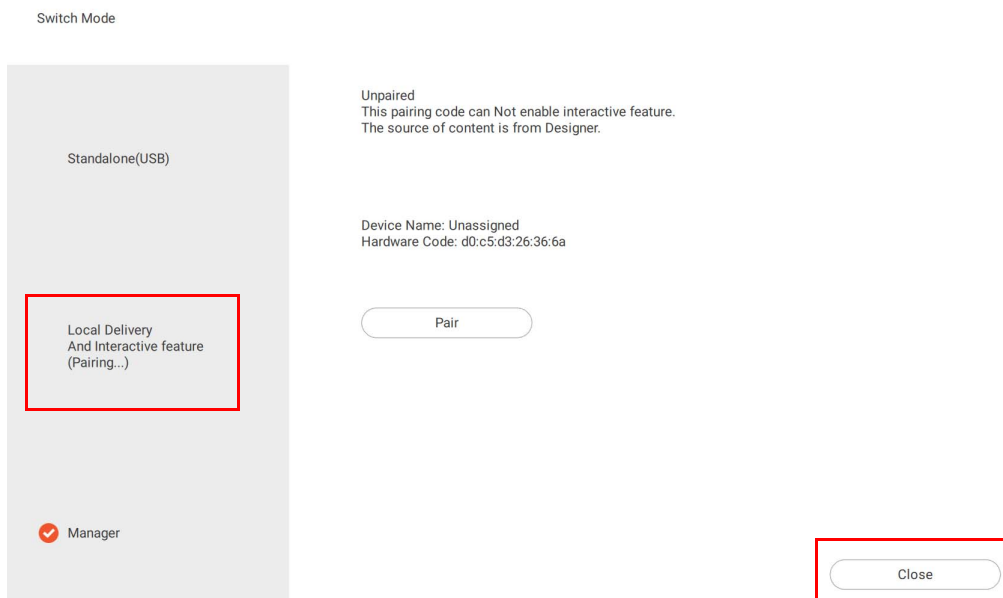 Switch Mode
Standalone(USB)
Local Delivery
And Interactive feature
(Pairing...)
Manager
Unpaired
This pairing code can Not enable interactive feature.
The source of content is from Designer.
Device Name: Unassigned
Hardware Code: d0:c5:d3:26:36:6a
Pair
Close